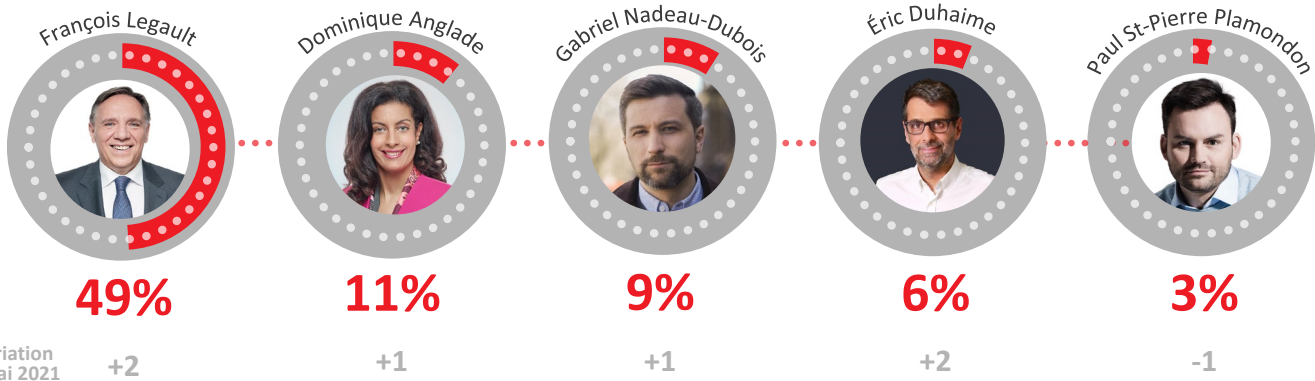 François Legault
Dominique Anglade
Gabriel Nadeau-Dubois
Éric Duhaime
Paul St-Pierre Plamondon
49%
11%
9%
6%
3%
riation
ai 2021
+2
+1
+1
+2
-1